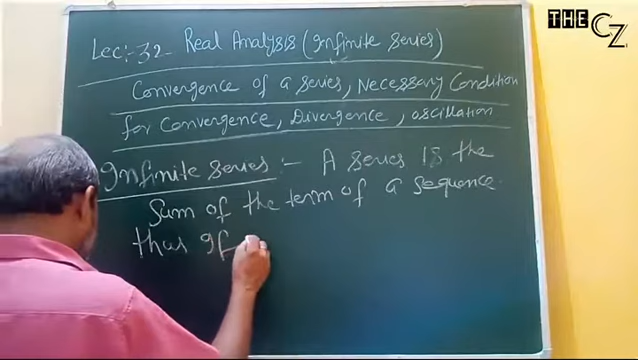 THE CZ
Lec:-32- Real Analysis (Infinite series)
Convergence of a series, Necessary Condition
for Convergence, Divergence, oscillation
Infinite series:- A series is the
Sum of the term of a sequence.
thus If